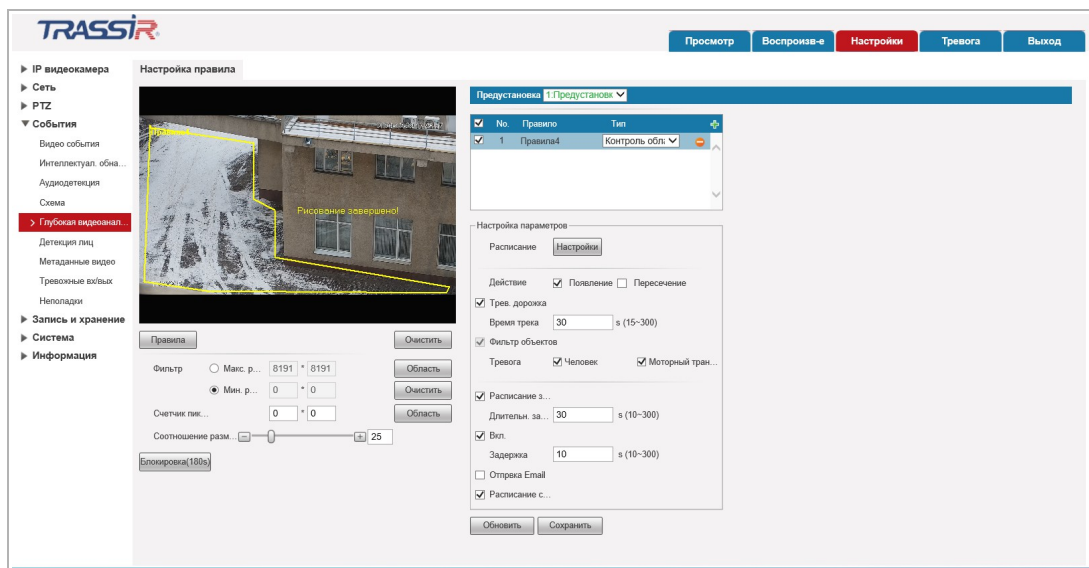 TRASSIR
Просмотр
Воспроизв-е
Настройки
Тревога
Выход
IP видеокамера
Сеть
PTZ
События
Видео события
Интеллектуал. обна...
Аудиодетекция
Схема
Глубокая видеоанал...
Детекция лиц
Метаданные видео
Тревожные вх/вых
Неполадки
Запись и хранение
Система
Информация
Настройка правила
Рисование завершено!
Правила
Очистить
Фильтр
Макс. р...
8191 * 8191
Область
Мин. р...
0 * 0
Очистить
Счетчик пик...
0 * 0
Область
Соотношение разм...
25
Блокировка(180s)
Предустановка 1:Предустановк
No. Правило Тип
1 Правила4 Контроль обла
Настройка параметров
Расписание Настройки
Действие Появление Пересечение
Трев. дорожка
Время трека 30 s (15~300)
Фильтр объектов
Тревога Человек Моторный тран...
Расписание з...
Длительн. за... 30 s (10~300)
Вкл.
Задержка 10 s (10~300)
Отпрвка Email
Расписание с...
Обновить Сохранить